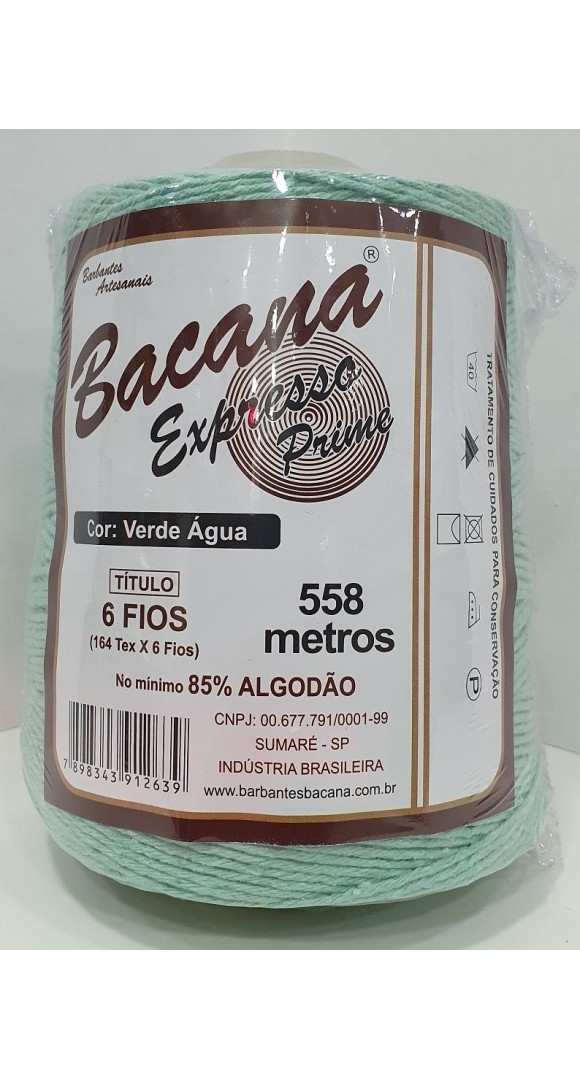 Barbantes
Artesanais
Bacana®
Expresso
Prime
Cor: Verde Água
TÍTULO
6 FIOS
(164 Tex X 6 Fios)
558
metros
No mínimo 85% ALGODÃO
CNPJ: 00.677.791/0001-99
SUMARÉ - SP
INDÚSTRIA BRASILEIRA
www.barbantesbacana.com.br
7 898343 912639
TRATAMENTO DE CUIDADOS PARA CONSERVAÇÃO
40
P